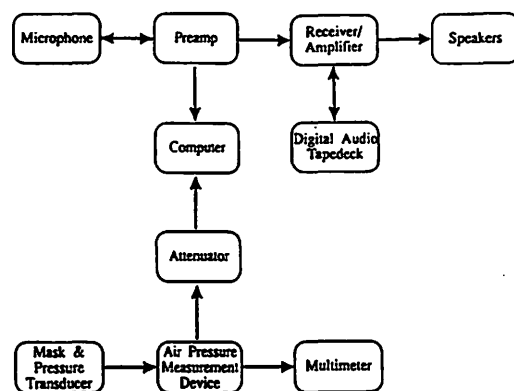 Microphone
Preamp
Receiver/
Amplifier
Speakers
Computer
Digital Audio
Tapedeck
Attenuator
Mask &
Pressure
Transducer
Air Pressure
Measurement
Device
Multimeter